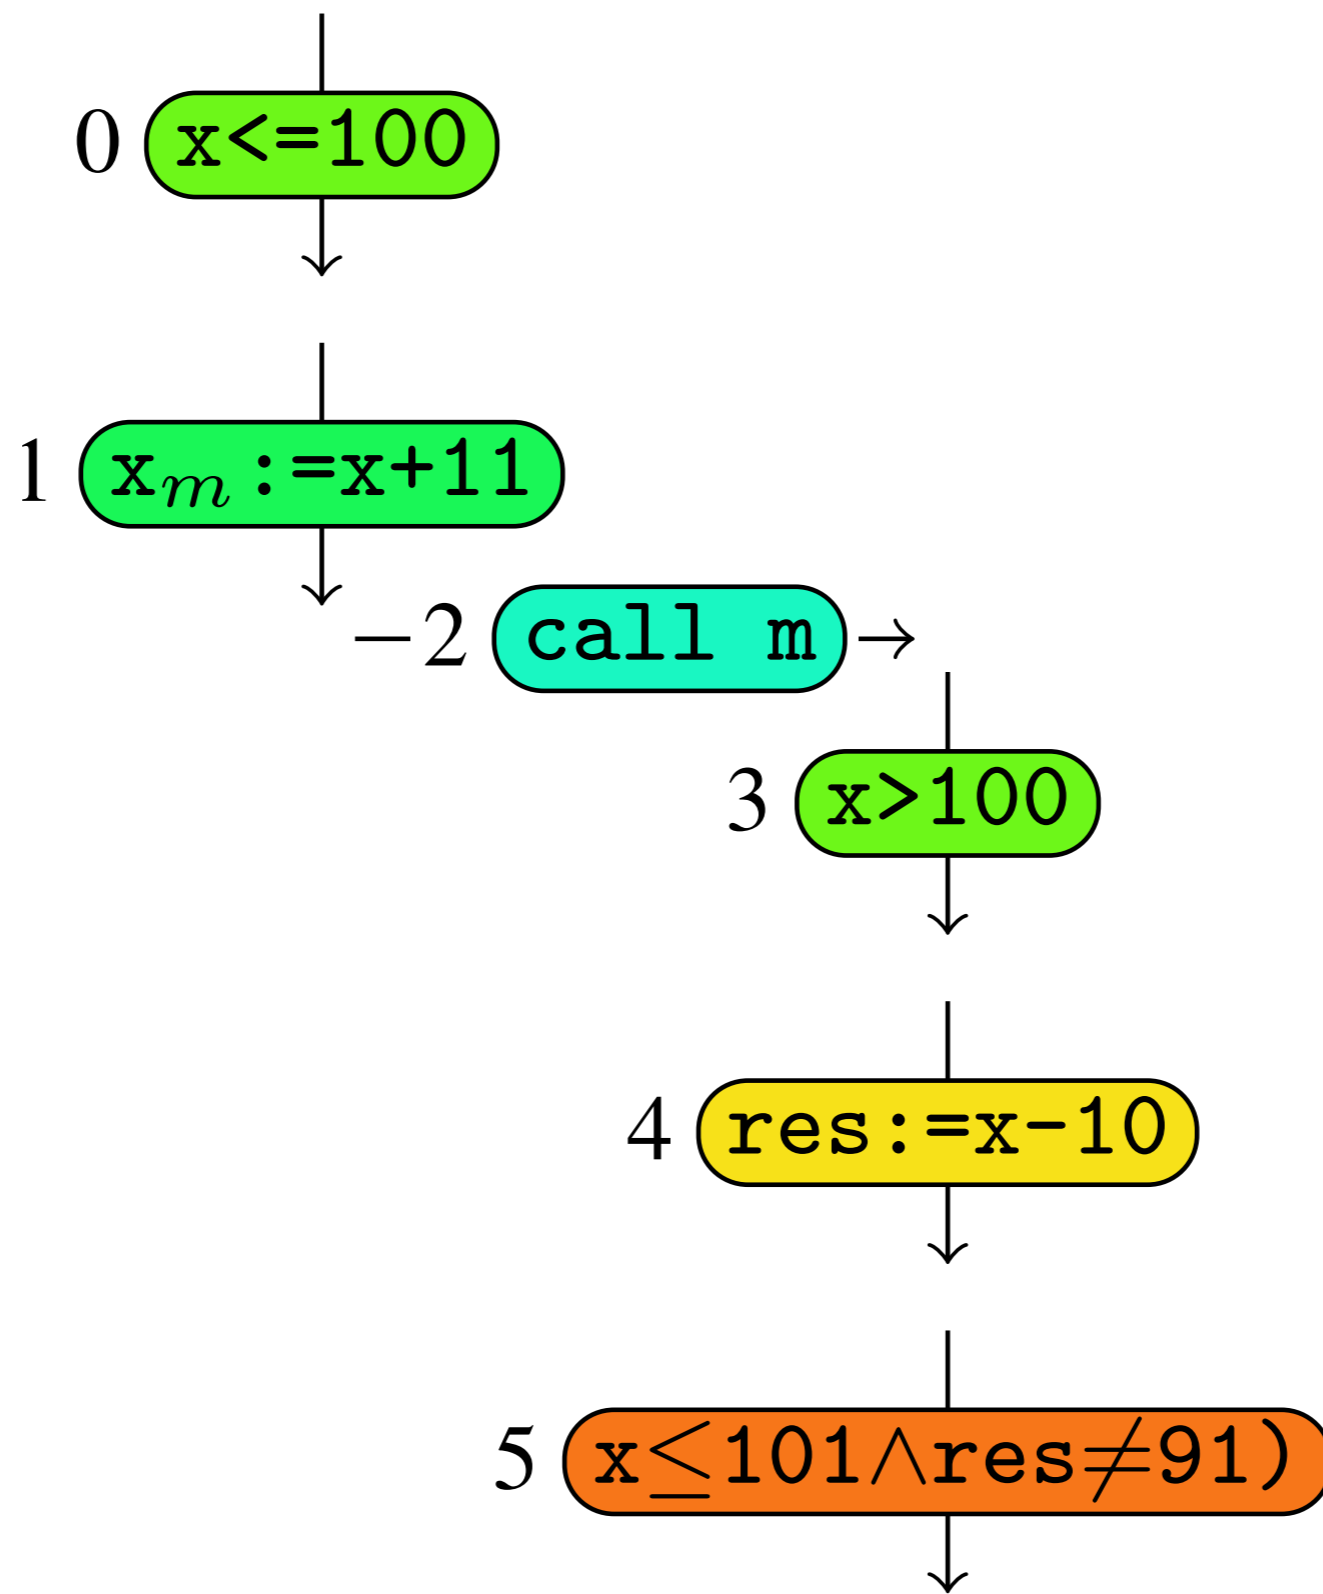 0 x<=100
1 xₘ:=x+11
−2 call m
3 x>100
4 res:=x-10
5 x≤101∧res≠91)